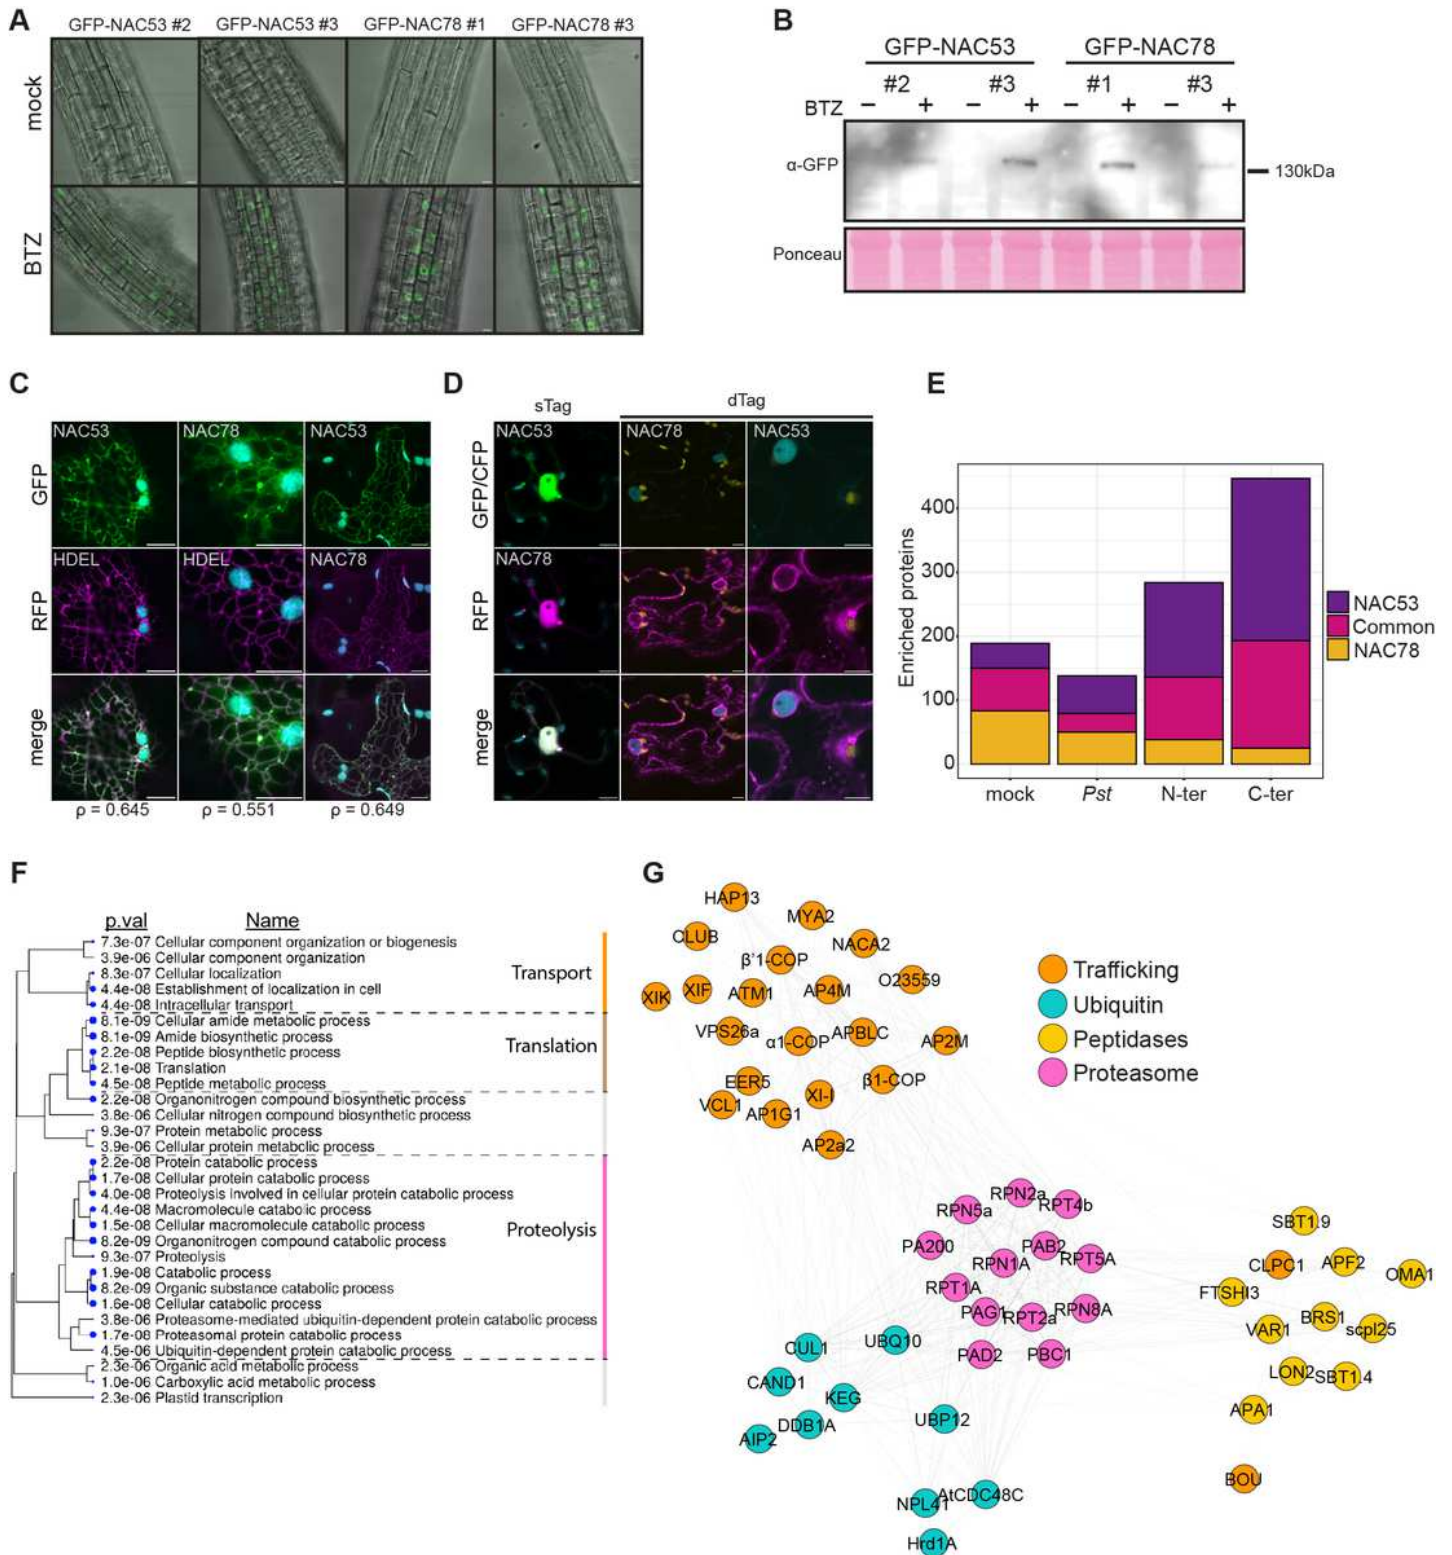 A
GFP-NAC53 #2 GFP-NAC53 #3 GFP-NAC78 #1 GFP-NAC78 #3
mock
BTZ
B
GFP-NAC53 GFP-NAC78
#2 #3 #1 #3
BTZ − + − + − + − +
α-GFP
130kDa
Ponceau
C
NAC53 NAC78 NAC53
GFP
HDEL HDEL NAC78
RFP
merge
ρ = 0.645 ρ = 0.551 ρ = 0.649
D
sTag dTag
NAC53 NAC78 NAC53
GFP/CFP
NAC78
RFP
merge
E
Enriched proteins
400
300
200
100
0
mock Pst N-ter C-ter
NAC53
Common
NAC78
F
p.val Name
7.3e-07 Cellular component organization or biogenesis
3.9e-06 Cellular component organization
8.3e-07 Cellular localization
4.4e-08 Establishment of localization in cell
4.4e-08 Intracellular transport
8.1e-09 Cellular amide metabolic process
8.1e-09 Amide biosynthetic process
2.2e-08 Peptide biosynthetic process
2.1e-08 Translation
4.5e-08 Peptide metabolic process
2.2e-08 Organonitrogen compound biosynthetic process
3.8e-06 Cellular nitrogen compound biosynthetic process
9.3e-07 Protein metabolic process
3.9e-06 Cellular protein metabolic process
2.2e-08 Protein catabolic process
1.7e-08 Cellular protein catabolic process
4.0e-08 Proteolysis involved in cellular protein catabolic process
4.4e-08 Macromolecule catabolic process
1.5e-08 Cellular macromolecule catabolic process
8.2e-09 Organonitrogen compound catabolic process
9.3e-07 Proteolysis
1.9e-08 Catabolic process
8.2e-09 Organic substance catabolic process
1.6e-08 Cellular catabolic process
3.8e-06 Proteasome-mediated ubiquitin-dependent protein catabolic process
1.7e-08 Proteasomal protein catabolic process
4.5e-06 Ubiquitin-dependent protein catabolic process
2.3e-06 Organic acid metabolic process
1.0e-06 Carboxylic acid metabolic process
2.3e-06 Plastid transcription
Transport
Translation
Proteolysis
G
HAP13
MYA2
CLUB
NACA2
β'1-COP
O23559
XIK
XIF
ATM1
AP4M
VPS26a
α1-COP
APBLC
AP2M
EER5
β1-COP
VCL1
AP1G1
XI-I
AP2a2
Trafficking
Ubiquitin
Peptidases
Proteasome
RPN5a
RPN2a
RPT4b
PA200
PAB2
RPN1A
RPT5A
RPT1A
PAG1
RPT2a
RPN8A
PAD2
PBC1
SBT1.9
CLPC1
APF2
OMA1
FTSHI3
VAR1
BRS1
scpl25
LON2
SBT1.4
APA1
BOU
CUL1
UBQ10
CAND1
KEG
DDB1A
AIP2
UBP12
NPL41
AtCDC48C
Hrd1A